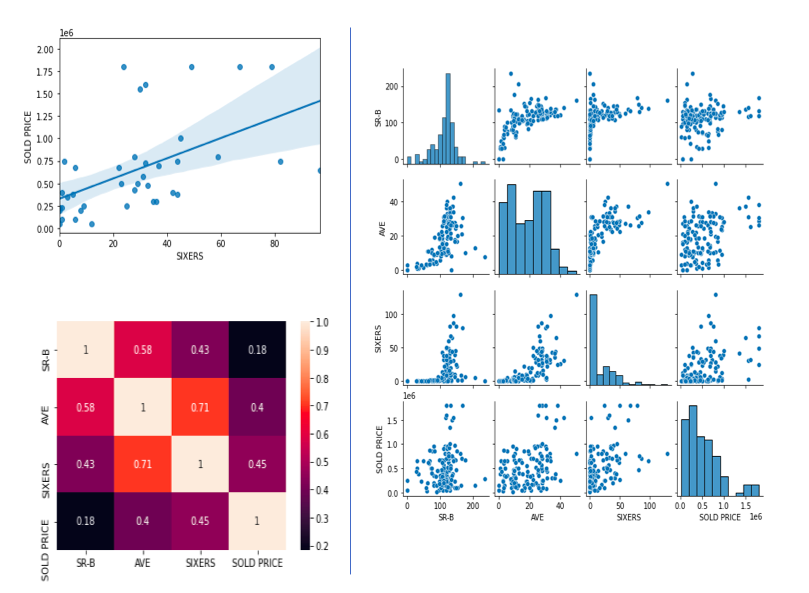 1e6
2.00
1.75
1.50
1.25
1.00
0.75
0.50
0.25
0.00
SOLD PRICE
0 20 40 60 80
SIXERS
SR-B 1 0.58 0.43 0.18
AVE 0.58 1 0.71 0.4
SIXERS 0.43 0.71 1 0.45
SOLD PRICE 0.18 0.4 0.45 1
SR-B AVE SIXERS SOLD PRICE
1.0
0.9
0.8
0.7
0.6
0.5
0.4
0.3
0.2
SR-B
200
100
0
AVE
40
20
0
SIXERS
100
50
0
1e6
SOLD PRICE
1.5
1.0
0.5
0.0
0 100 200 0 20 40 0 50 100 0.0 0.5 1.0 1.5
SR-B AVE SIXERS SOLD PRICE 1e6